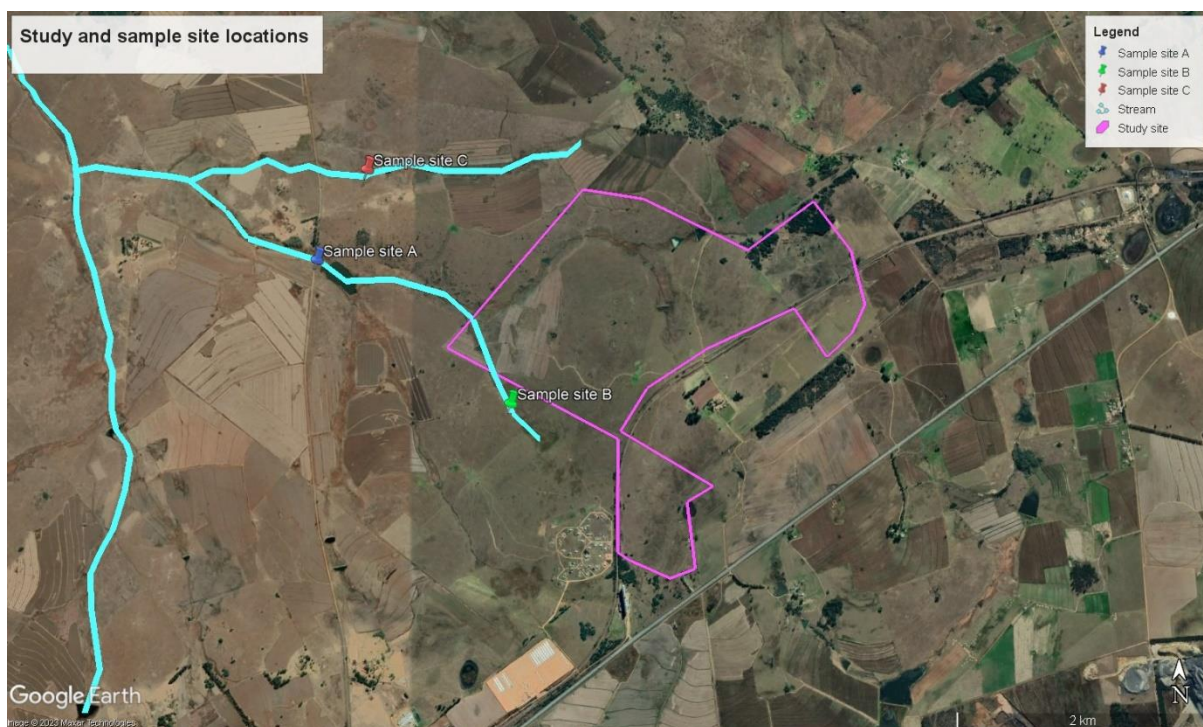 Study and sample site locations
Legend
Sample site A
Sample site B
Sample site C
Stream
Study site
Sample site C
Sample site A
Sample site B
Google Earth
Image © 2023 Maxar Technologies
N
2 km